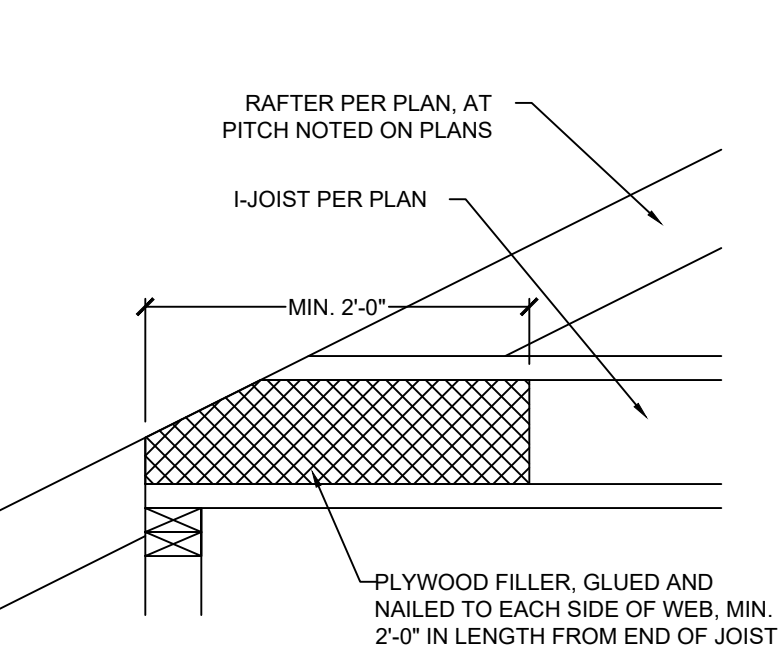 RAFTER PER PLAN, AT
PITCH NOTED ON PLANS
I-JOIST PER PLAN
MIN. 2'-0"
PLYWOOD FILLER, GLUED AND
NAILED TO EACH SIDE OF WEB, MIN.
2'-0" IN LENGTH FROM END OF JOIST